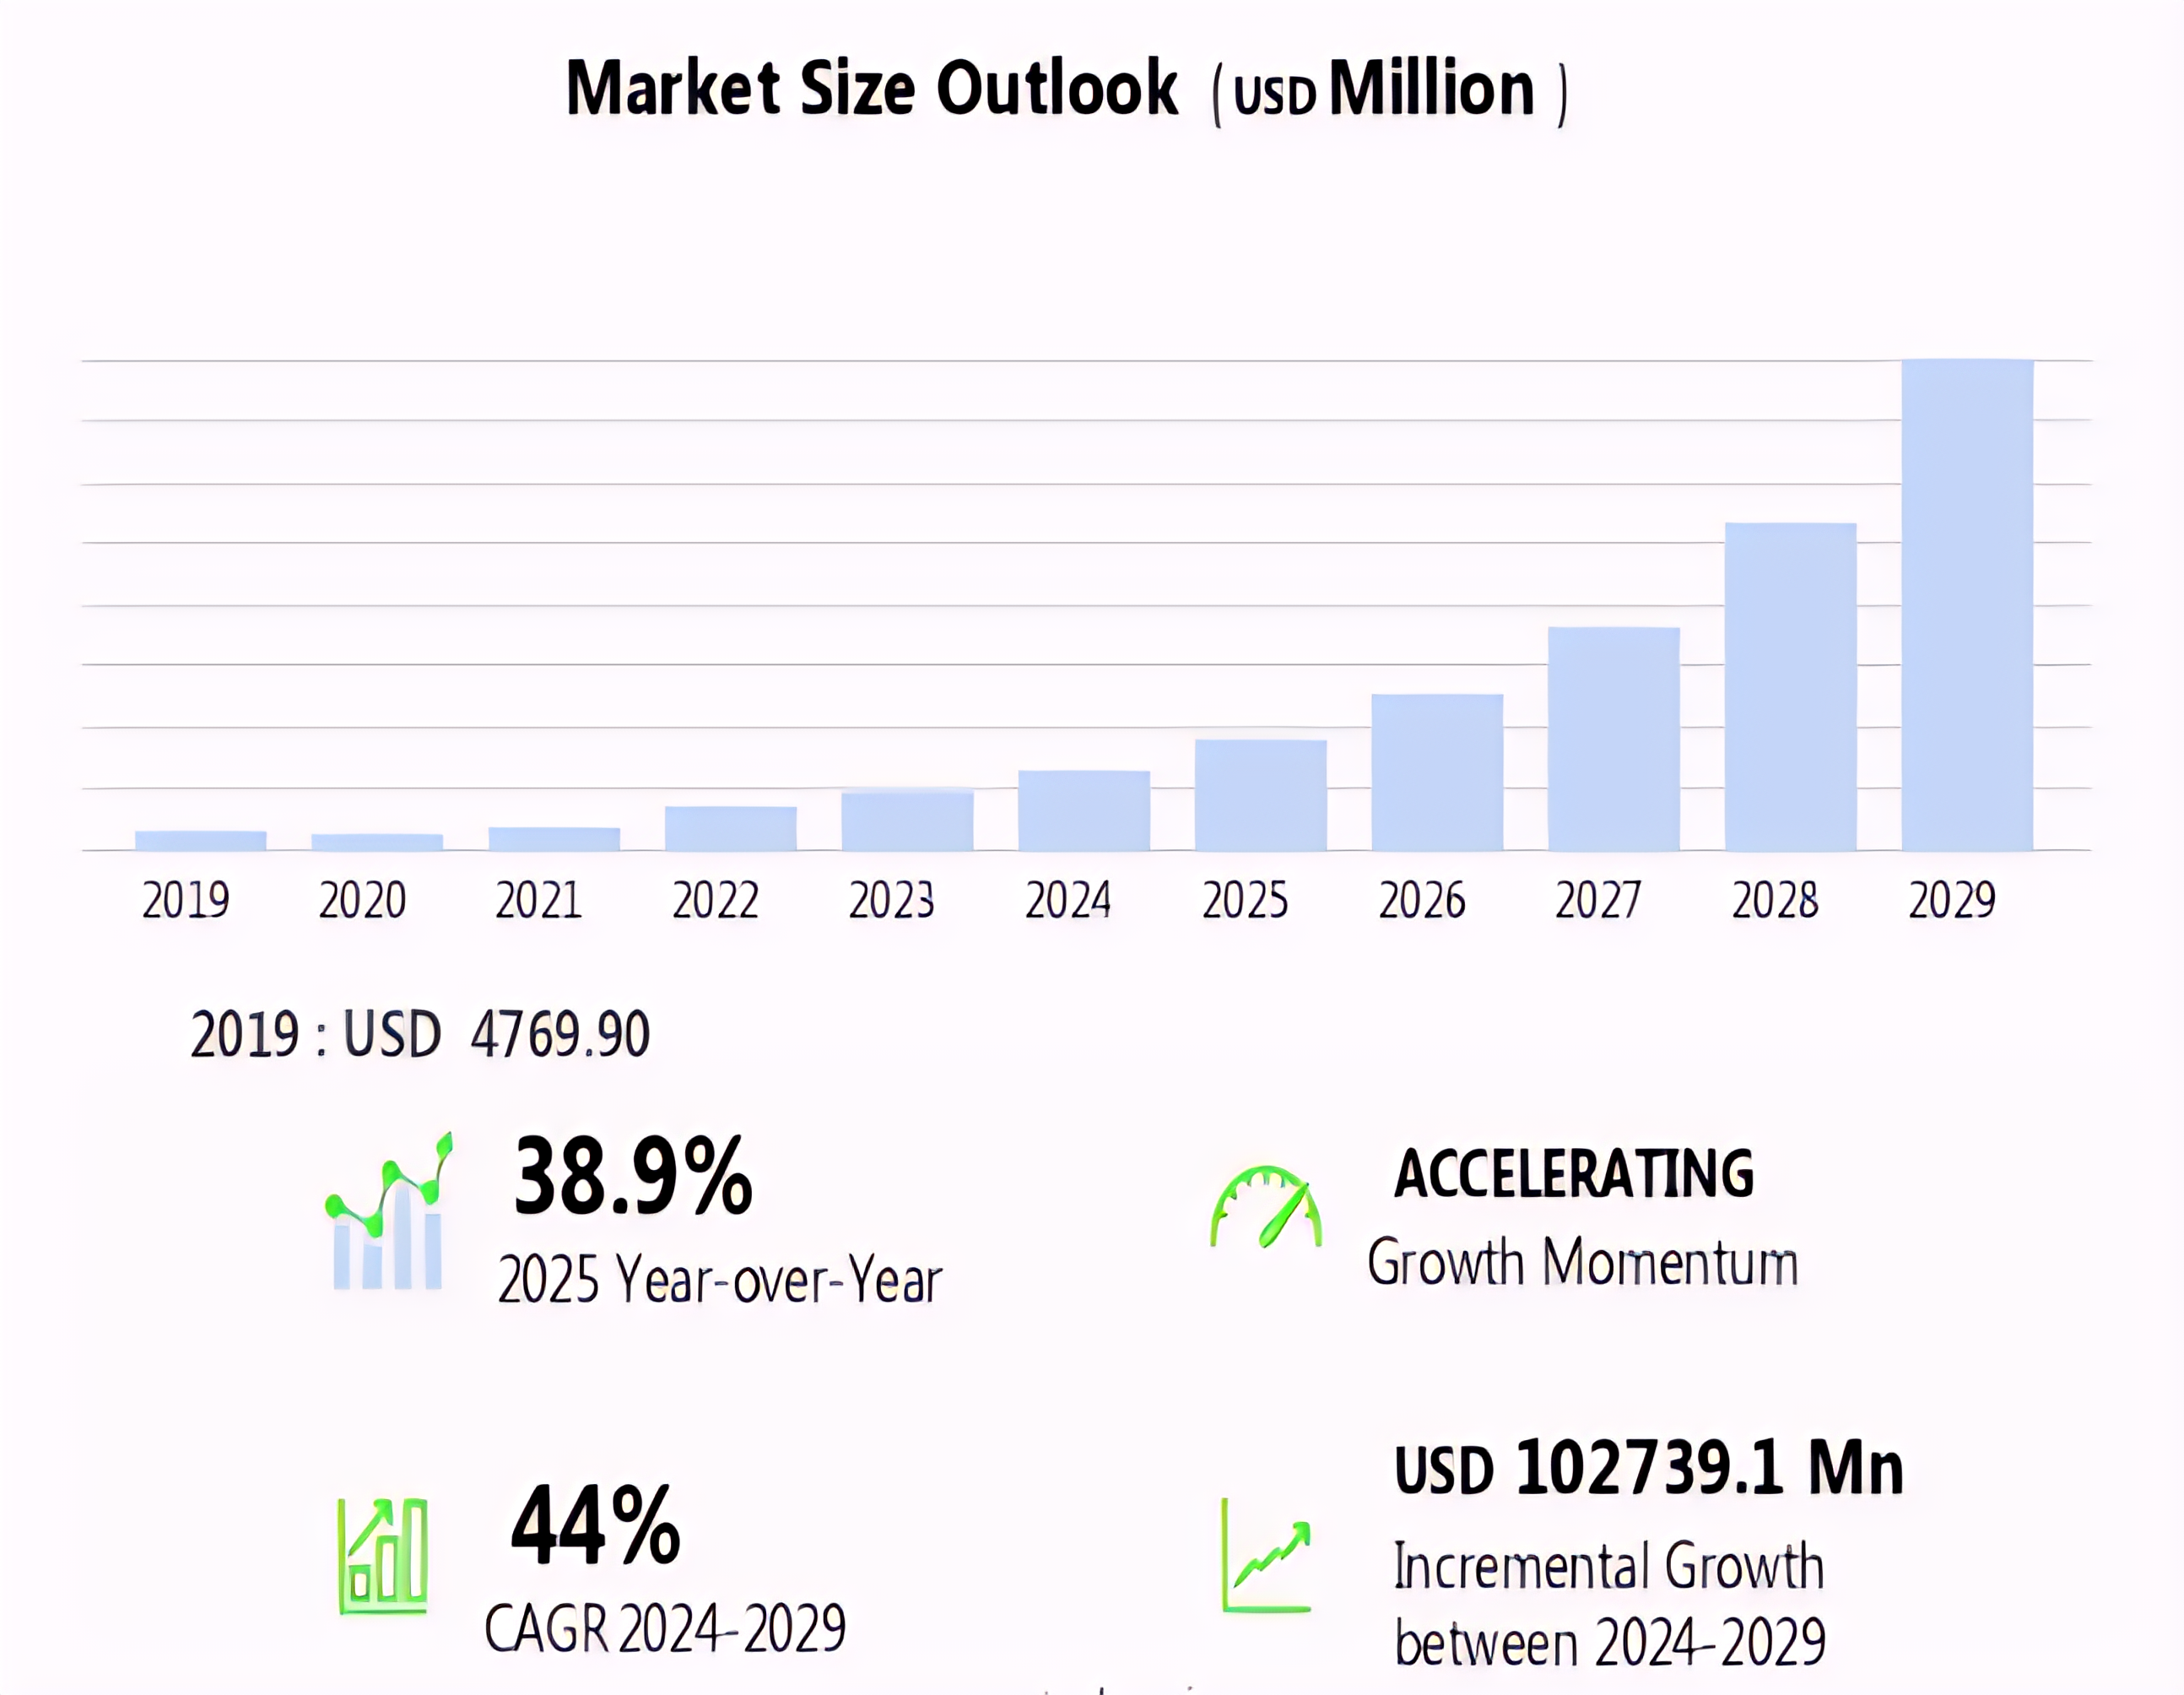 Market Size Outlook (USD Million)
2019 2020 2021 2022 2023 2024 2025 2026 2027 2028 2029
2019 : USD 4769.90
38.9%
2025 Year-over-Year
ACCELERATING
Growth Momentum
44%
CAGR 2024-2029
USD 102739.1 Mn
Incremental Growth
between 2024-2029